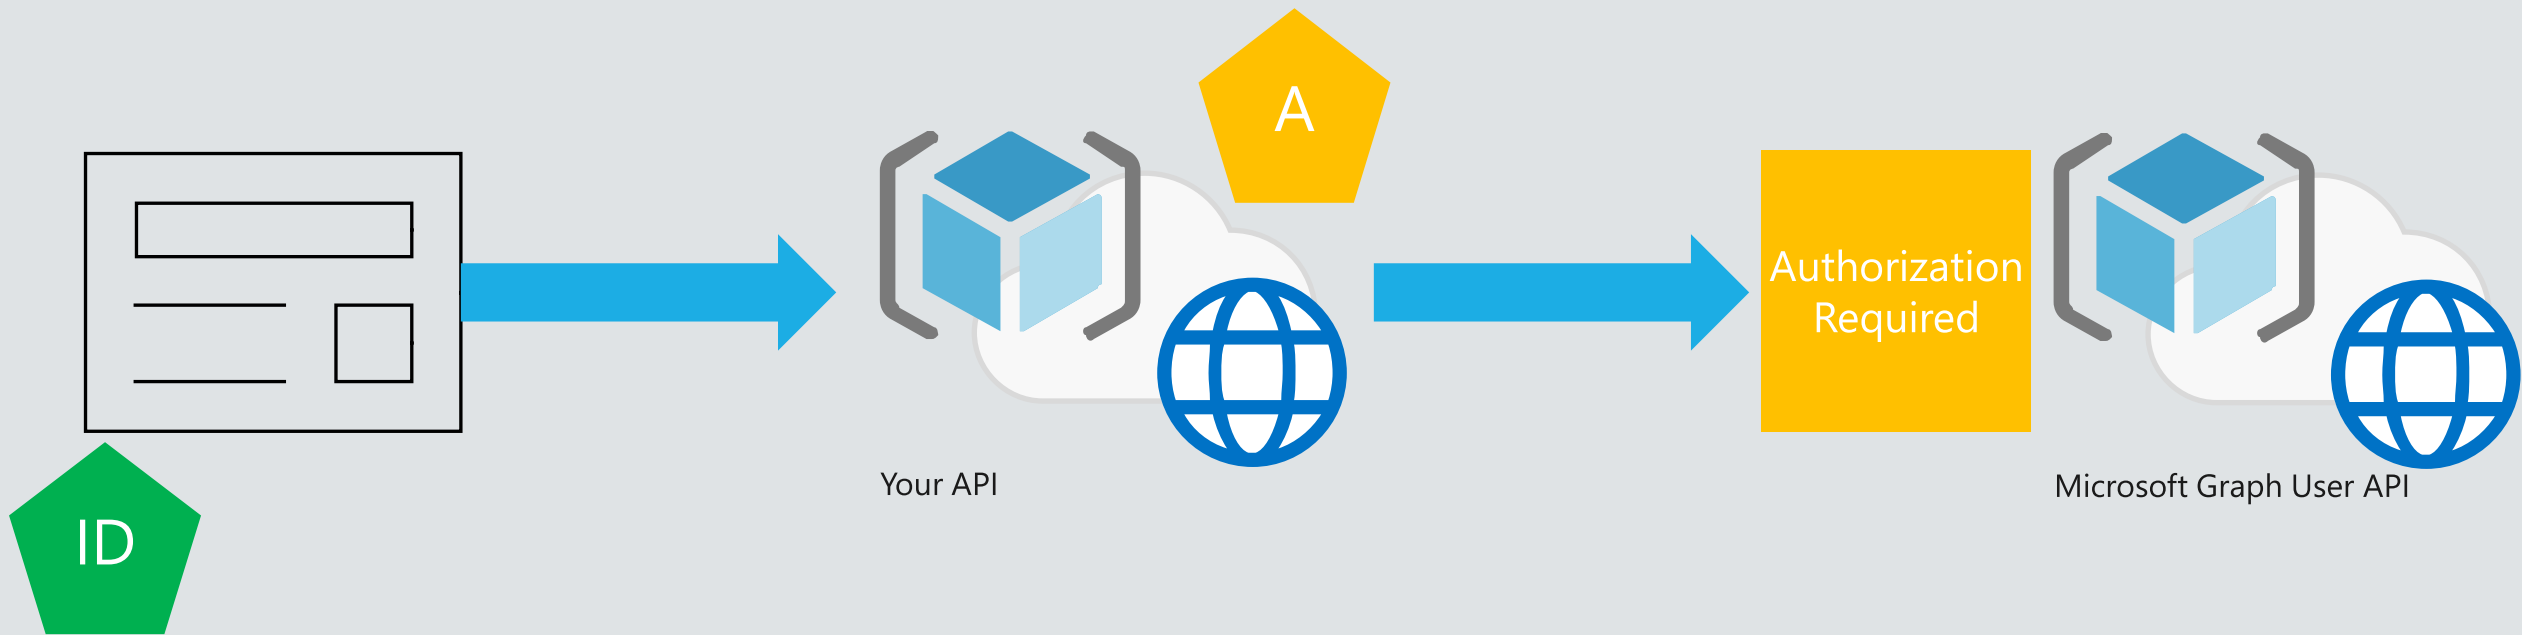 A
Authorization
Required
Your API
Microsoft Graph User API
ID